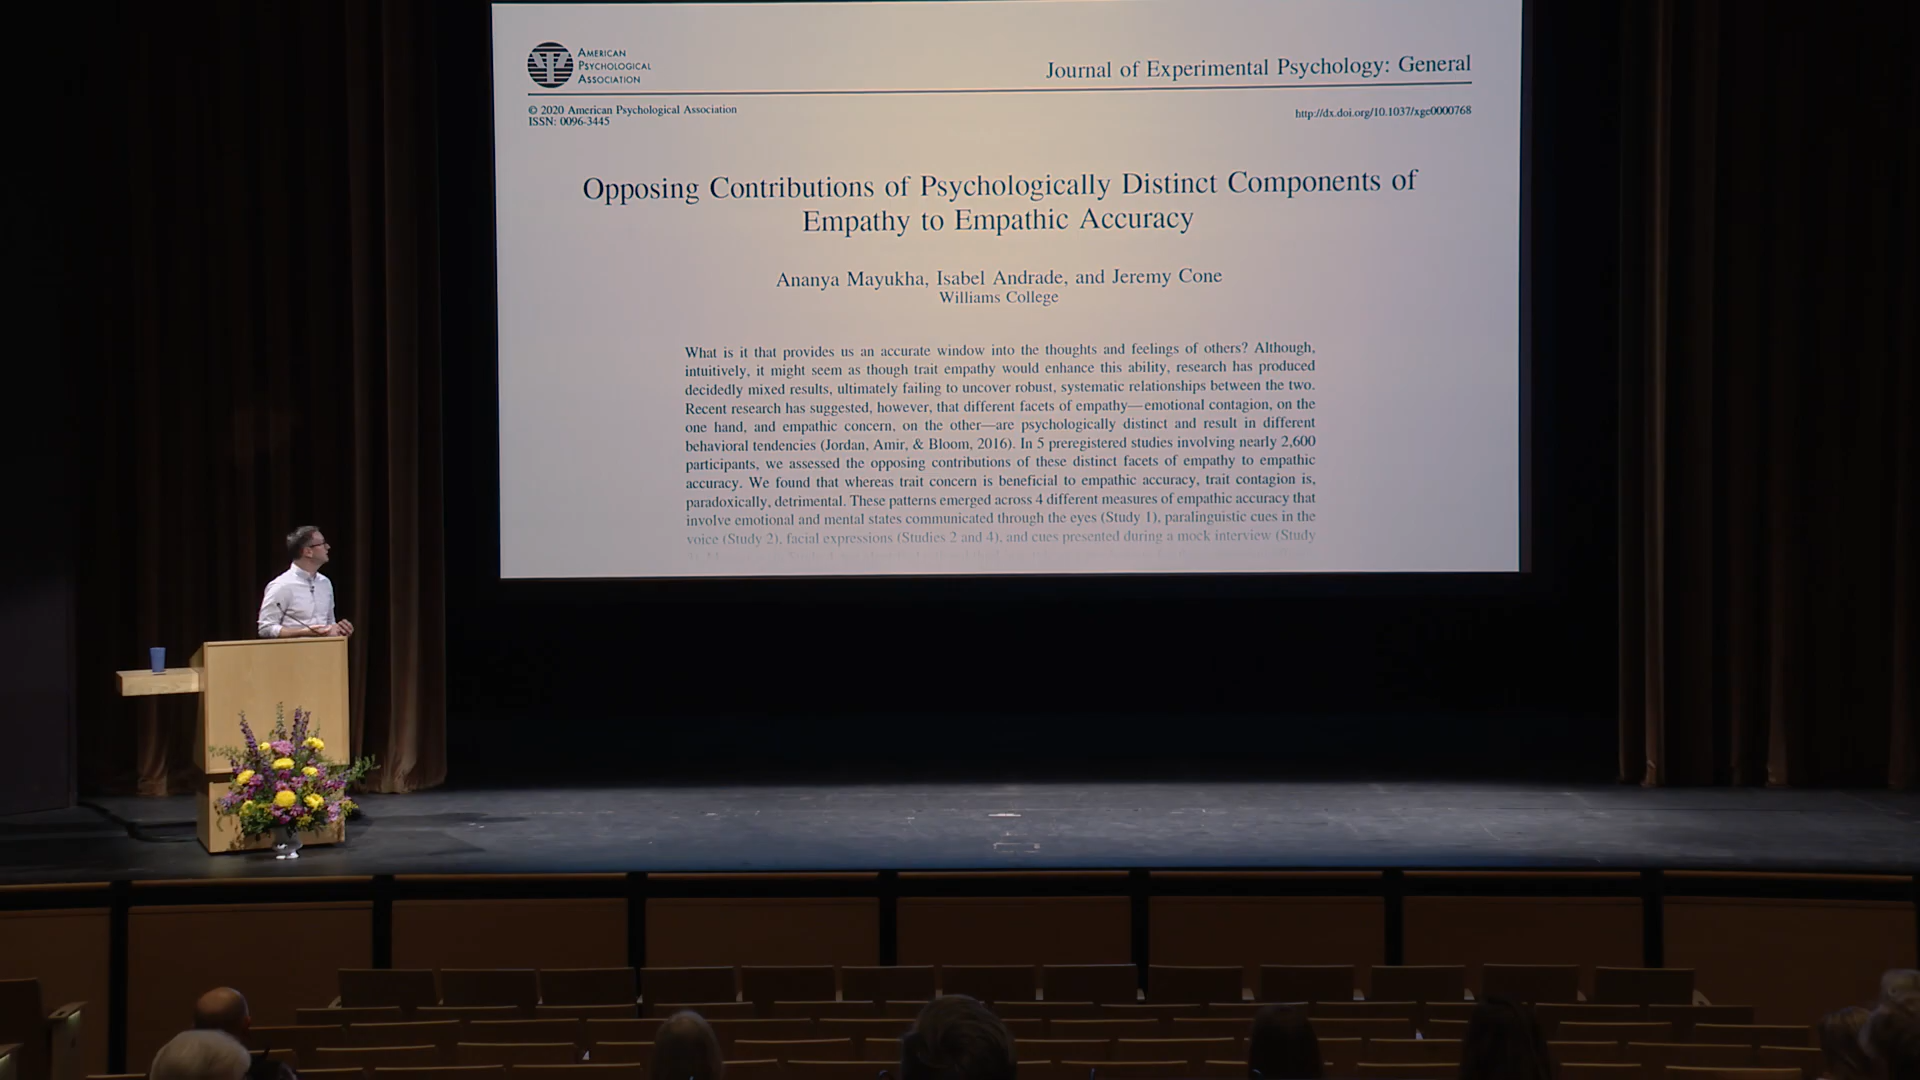 AMERICAN
PSYCHOLOGICAL
ASSOCIATION
Journal of Experimental Psychology: General
© 2020 American Psychological Association
ISSN: 0096-3445
http://dx.doi.org/10.1037/xge0000768
Opposing Contributions of Psychologically Distinct Components of
Empathy to Empathic Accuracy
Ananya Mayukha, Isabel Andrade, and Jeremy Cone
Williams College
What is it that provides us an accurate window into the thoughts and feelings of others? Although,
intuitively, it might seem as though trait empathy would enhance this ability, research has produced
decidedly mixed results, ultimately failing to uncover robust, systematic relationships between the two.
Recent research has suggested, however, that different facets of empathy—emotional contagion, on the
one hand, and empathic concern, on the other—are psychologically distinct and result in different
behavioral tendencies (Jordan, Amir, & Bloom, 2016). In 5 preregistered studies involving nearly 2,600
participants, we assessed the opposing contributions of these distinct facets of empathy to empathic
accuracy. We found that whereas trait concern is beneficial to empathic accuracy, trait contagion is,
paradoxically, detrimental. These patterns emerged across 4 different measures of empathic accuracy that
involve emotional and mental states communicated through the eyes (Study 1), paralinguistic cues in the
voice (Study 2), facial expressions (Studies 2 and 4), and cues presented during a mock interview (Study